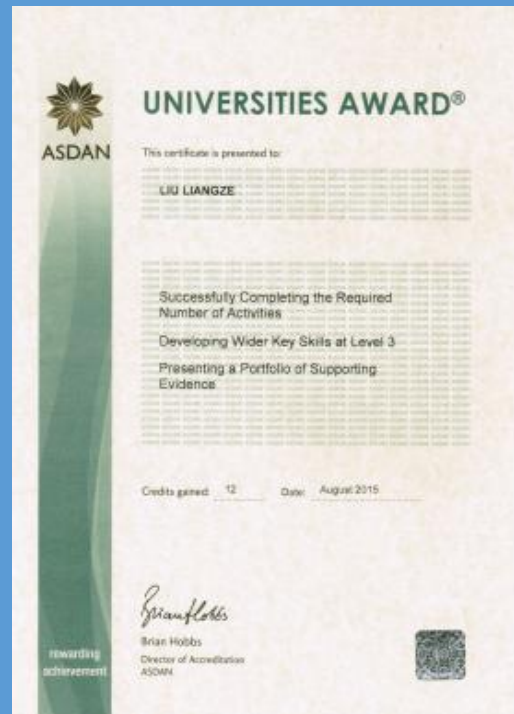 ASDAN
UNIVERSITIES AWARD®
This certificate is presented to:
LIU LIANGZE
Successfully Completing the Required
Number of Activities
Developing Wider Key Skills at Level 3
Presenting a Portfolio of Supporting
Evidence
Credits gained: 12 Date: August 2015
Brian Hobbs
Brian Hobbs
Director of Accreditation
ASDAN
rewarding
achievement